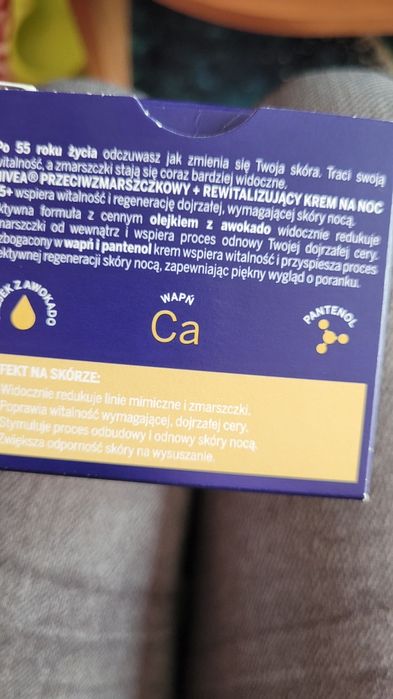 Po 55 roku życia odczuwasz jak zmienia się Twoja skóra. Traci swoją
witalność, a zmarszczki stają się coraz bardziej widoczne.
NIVEA® PRZECIWZMARSZCZKOWY + REWITALIZUJĄCY KREM NA NOC
55+ wspiera witalność i regenerację dojrzałej, wymagającej skóry nocą.
Aktywna formuła z cennym olejkiem z awokado widocznie redukuje
zmarszczki od wewnątrz i wspiera proces odnowy Twojej dojrzałej cery.
Wzbogacony w wapń i pantenol krem wspiera witalność i przyspiesza proces
efektywnej regeneracji skóry nocą, zapewniając piękny wygląd o poranku.
OLEJEK Z AWOKADO
WAPŃ
Ca
PANTENOL
EFEKT NA SKÓRZE:
Widocznie redukuje linie mimiczne i zmarszczki.
Poprawia witalność wymagającej, dojrzałej cery.
Stymuluje proces odbudowy i odnowy skóry nocą.
Zwiększa odporność skóry na wysuszanie.